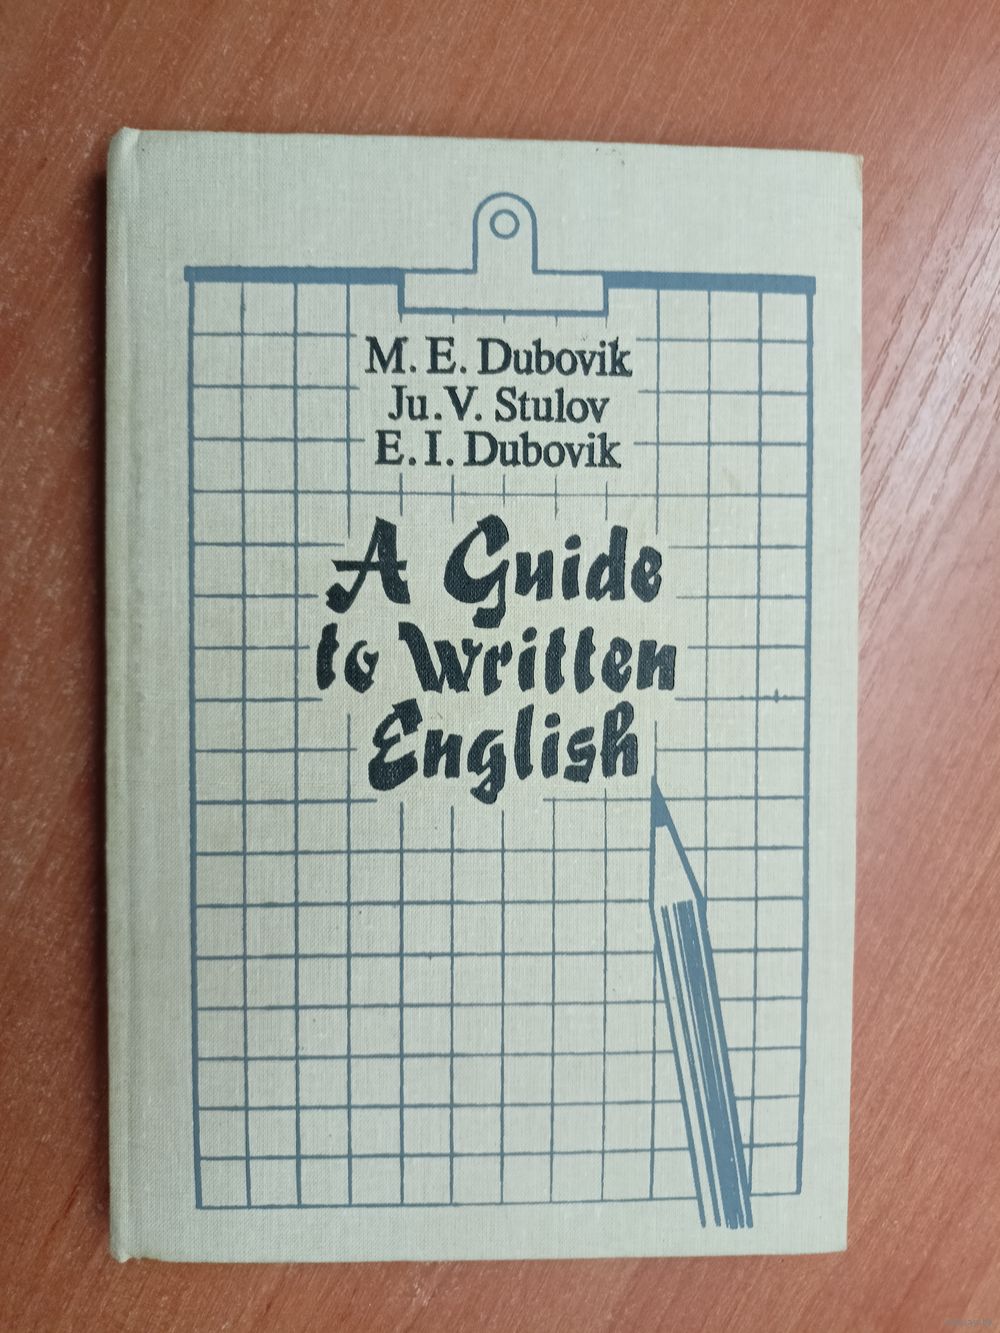 M. E. Dubovik
Ju. V. Stulov
E. I. Dubovik
A Guide
to Written
English